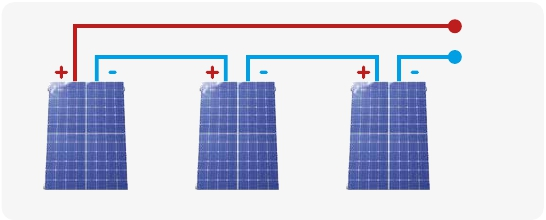 + - + - + -